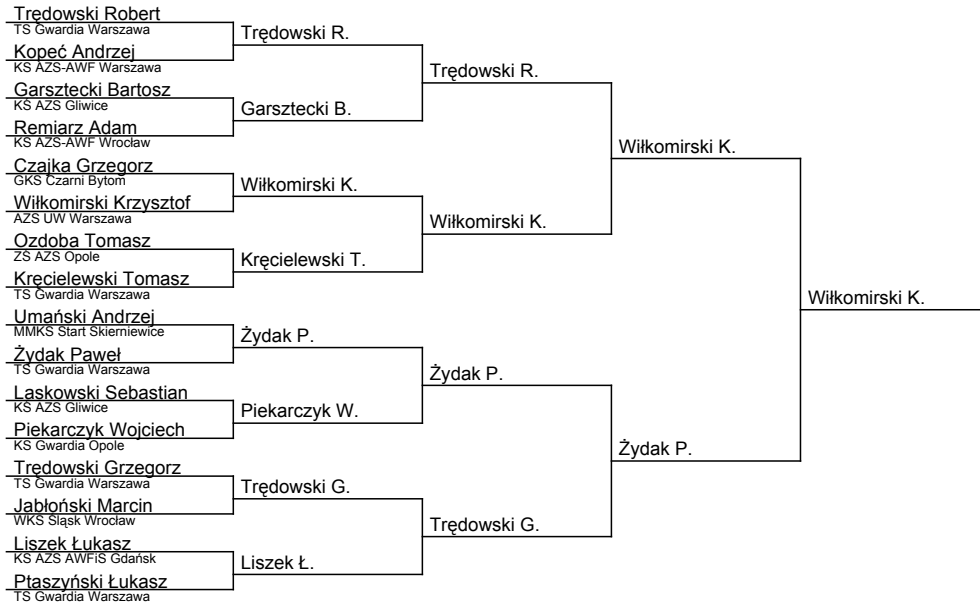 Trędowski Robert
TS Gwardia Warszawa
Kopeć Andrzej
KS AZS-AWF Warszawa
Garsztecki Bartosz
KŚ AZS Gliwice
Remiarz Adam
KS AZS-AWF Wrocław
Czajka Grzegorz
GKS Czarni Bytom
Wiłkomirski Krzysztof
AZS UW Warszawa
Ozdoba Tomasz
ZŚ AZS Opole
Kręcielewski Tomasz
TS Gwardia Warszawa
Umański Andrzej
MMKS Start Skierniewice
Żydak Paweł
TS Gwardia Warszawa
Laskowski Sebastian
KŚ AZS Gliwice
Piekarczyk Wojciech
KS Gwardia Opole
Trędowski Grzegorz
TS Gwardia Warszawa
Jabłoński Marcin
WKS Śląsk Wrocław
Liszek Łukasz
KS AZS AWFiS Gdańsk
Ptaszyński Łukasz
TS Gwardia Warszawa
Trędowski R.
Garsztecki B.
Wiłkomirski K.
Kręcielewski T.
Żydak P.
Piekarczyk W.
Trędowski G.
Liszek Ł.
Trędowski R.
Wiłkomirski K.
Żydak P.
Trędowski G.
Wiłkomirski K.
Żydak P.
Wiłkomirski K.